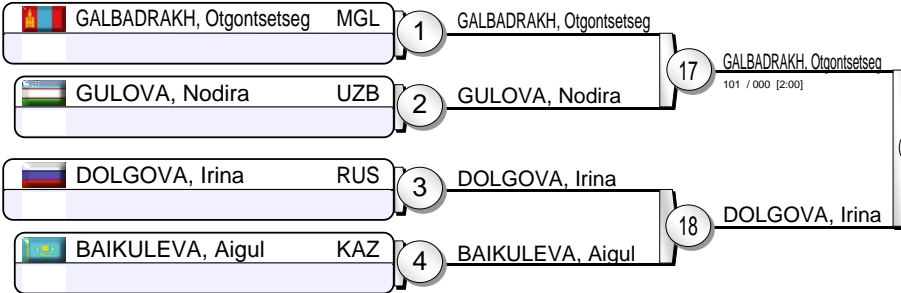 GALBADRAKH, Otgontsetseg MGL
1
GALBADRAKH, Otgontsetseg
17
GALBADRAKH, Otgontsetseg
101 / 000 [2:00]
GULOVA, Nodira UZB
2
GULOVA, Nodira
DOLGOVA, Irina RUS
3
DOLGOVA, Irina
18
DOLGOVA, Irina
BAIKULEVA, Aigul KAZ
4
BAIKULEVA, Aigul